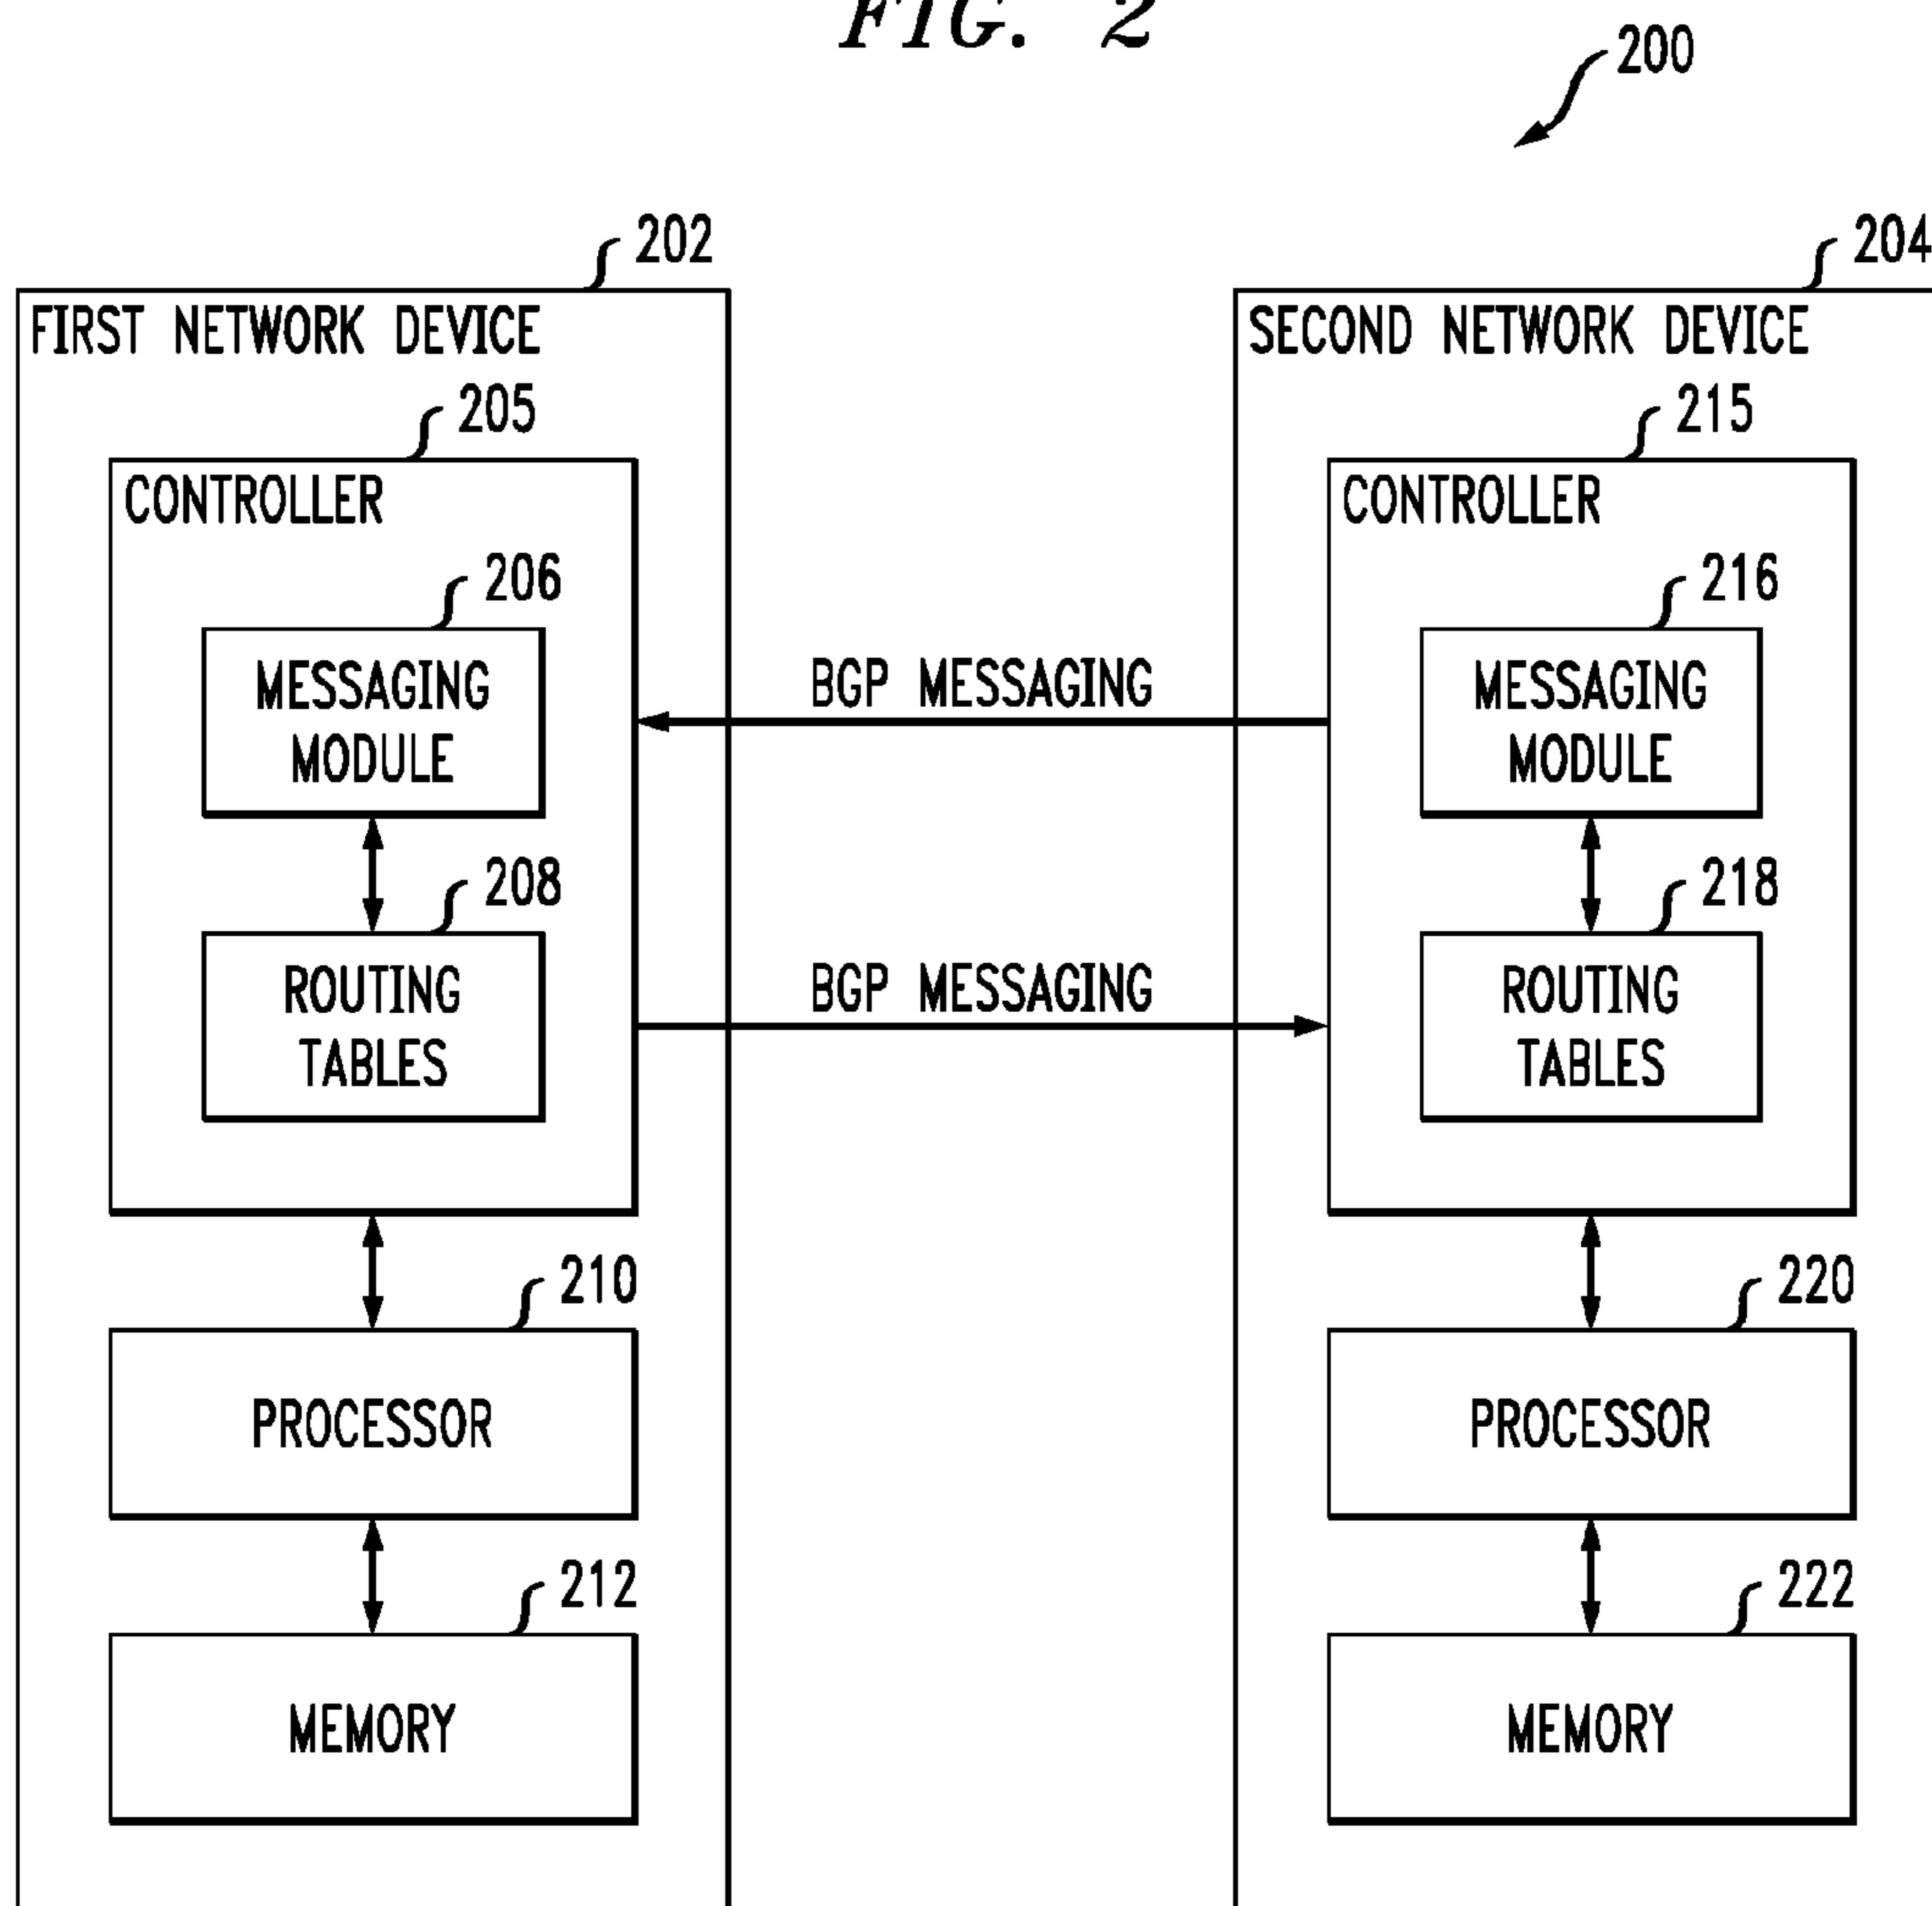 FIG. 2
200
202
204
FIRST NETWORK DEVICE
SECOND NETWORK DEVICE
205
215
CONTROLLER
CONTROLLER
206
216
MESSAGING
MODULE
BGP MESSAGING
MESSAGING
MODULE
208
218
ROUTING
TABLES
BGP MESSAGING
ROUTING
TABLES
210
220
PROCESSOR
PROCESSOR
212
222
MEMORY
MEMORY